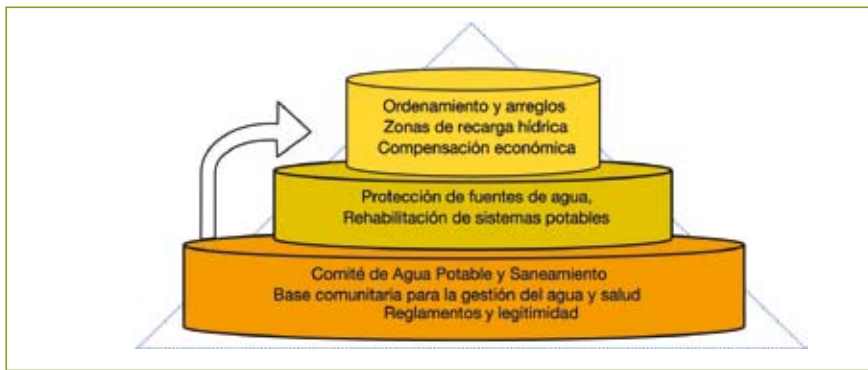 Ordenamiento y arreglos
Zonas de recarga hídrica
Compensación económica
Protección de fuentes de agua,
Rehabilitación de sistemas potables
Comité de Agua Potable y Saneamiento
Base comunitaria para la gestión del agua y salud
Reglamentos y legitimidad